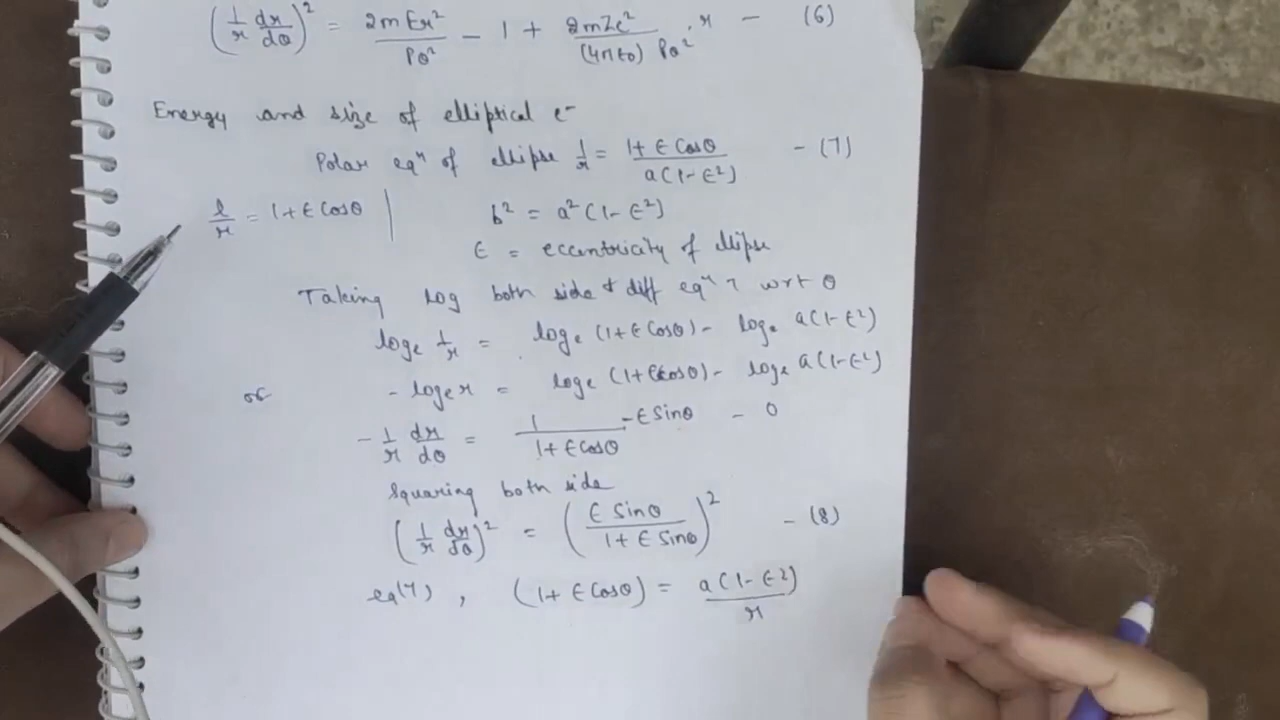 (1/r dr/dθ)² = 2mEr²/Pθ² - 1 + 2mZe²/(4πε0) Pθ² . r - (6)
Energy and size of elliptical e⁻
Polar eqⁿ of ellipse 1/r = 1+ ε Cosθ / a(1-ε²) - (7)
l/r = 1+ε Cosθ | b² = a²(1-ε²)
ε = eccentricity of ellipse
Taking log both side & diff eqⁿ 7 wrt θ
logₑ 1/r = logₑ (1+ε Cosθ) - logₑ a(1-ε²)
or - logₑ r = logₑ (1+ε Cosθ) - logₑ a(1-ε²)
- 1/r dr/dθ = 1/1+ε Cosθ -ε Sinθ - 0
Squaring both side
(1/r dr/dθ)² = (ε Sinθ / 1+ ε Sinθ)² - (8)
eq(7) , (1+ ε Cosθ) = a(1-ε²)/r